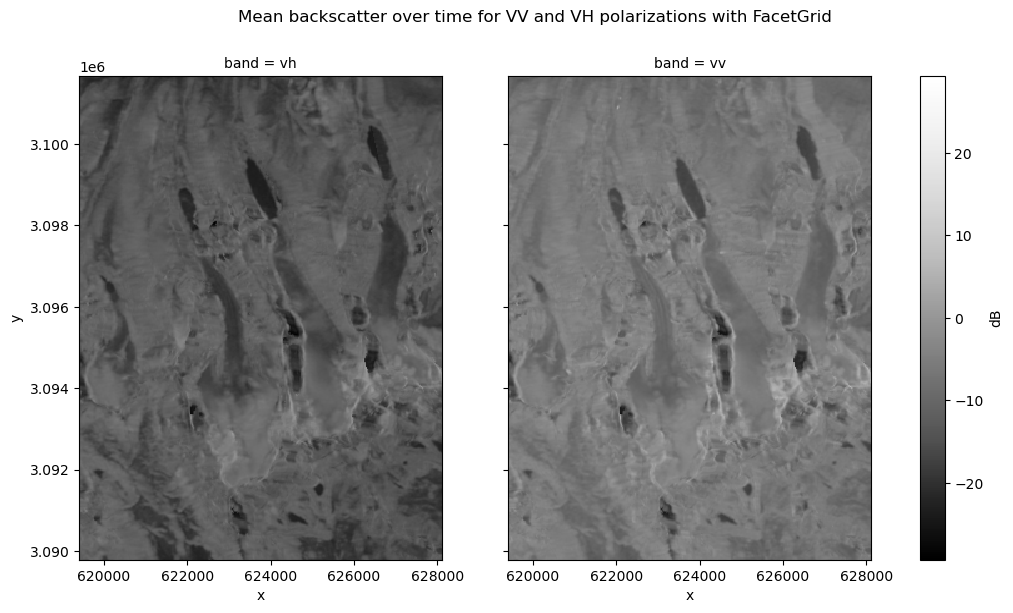 Mean backscatter over time for VV and VH polarizations with FacetGrid
1e6
band = vh
band = vv
3.100
3.098
3.096
3.094
3.092
3.090
y
620000 622000 624000 626000 628000
x
620000 622000 624000 626000 628000
x
20
10
0
−10
−20
dB